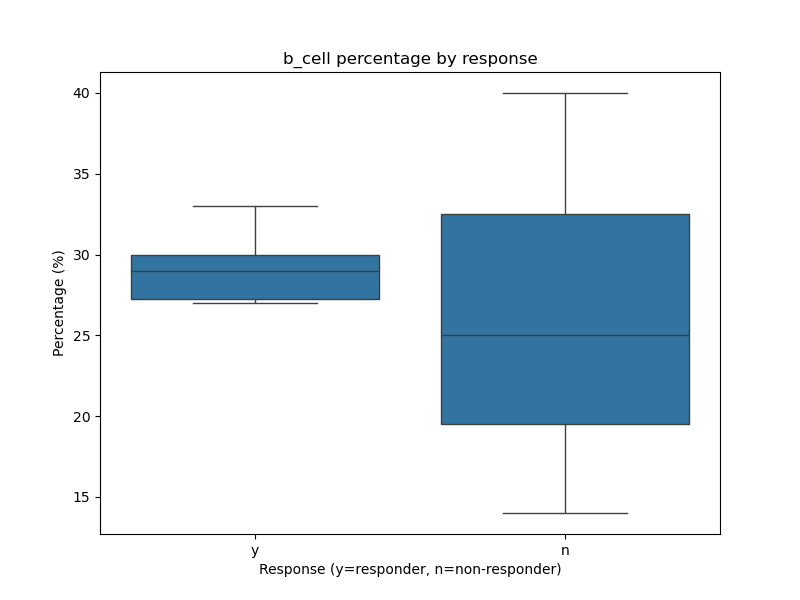 b_cell percentage by response
40
35
30
25
20
15
Percentage (%)
y
n
Response (y=responder, n=non-responder)